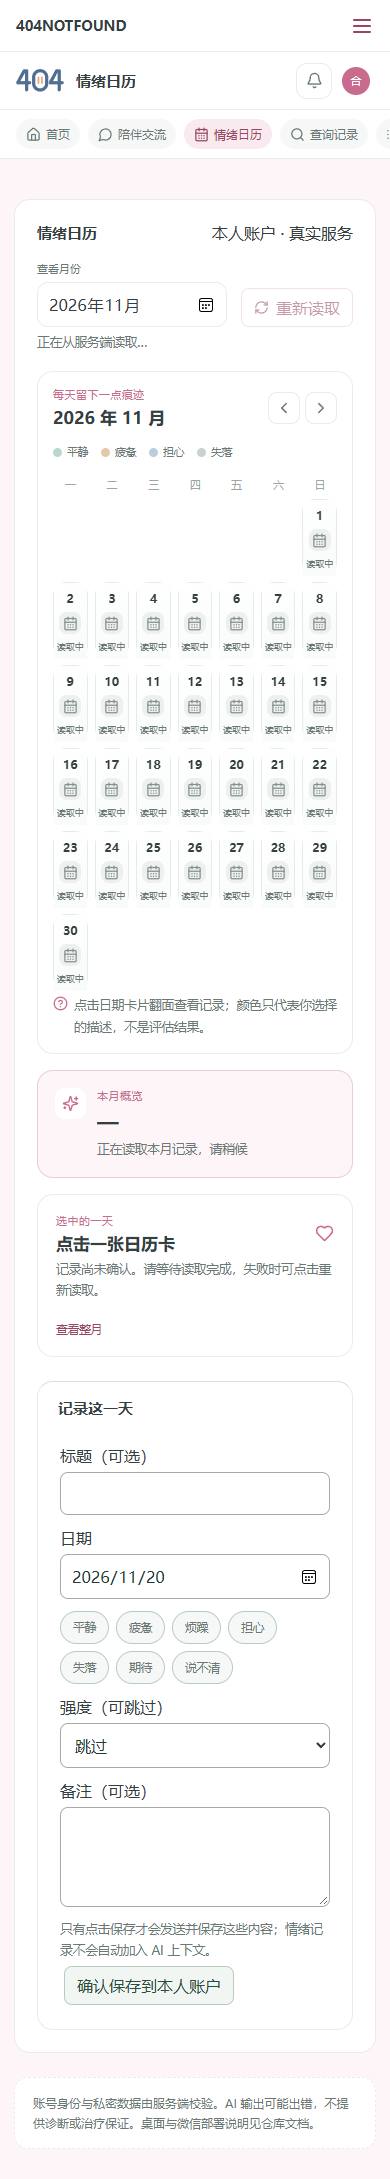 404NOTFOUND
404 情绪日历 合
首页 陪伴交流 情绪日历 查询记录
情绪日历 本人账户 · 真实服务
查看月份
2026年11月 重新读取
正在从服务端读取...
每天留下一点痕迹
2026 年 11 月
平静 疲惫 担心 失落
一 二 三 四 五 六 日
1
读取中
2 3 4 5 6 7 8
读取中 读取中 读取中 读取中 读取中 读取中 读取中
9 10 11 12 13 14 15
读取中 读取中 读取中 读取中 读取中 读取中 读取中
16 17 18 19 20 21 22
读取中 读取中 读取中 读取中 读取中 读取中 读取中
23 24 25 26 27 28 29
读取中 读取中 读取中 读取中 读取中 读取中 读取中
30
读取中
点击日期卡片翻面查看记录；颜色只代表你选择
的描述，不是评估结果。
本月概览
—
正在读取本月记录，请稍候
选中的一天
点击一张日历卡
记录尚未确认。请等待读取完成，失败时可点击重
新读取。
查看整月
记录这一天
标题（可选）
日期
2026/11/20
平静 疲惫 烦躁 担心
失落 期待 说不清
强度（可跳过）
跳过
备注（可选）
只有点击保存才会发送并保存这些内容；情绪记
录不会自动加入 AI 上下文。
确认保存到本人账户
账号身份与私密数据由服务端校验。AI 输出可能出错，不提
供诊断或治疗保证。桌面与微信部署说明见仓库文档。